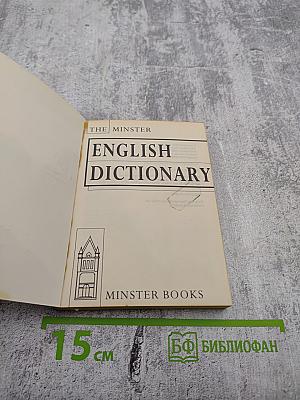 THE MINSTER
ENGLISH
DICTIONARY
MINSTER BOOKS
15 см
БФ БИБЛИОФАН